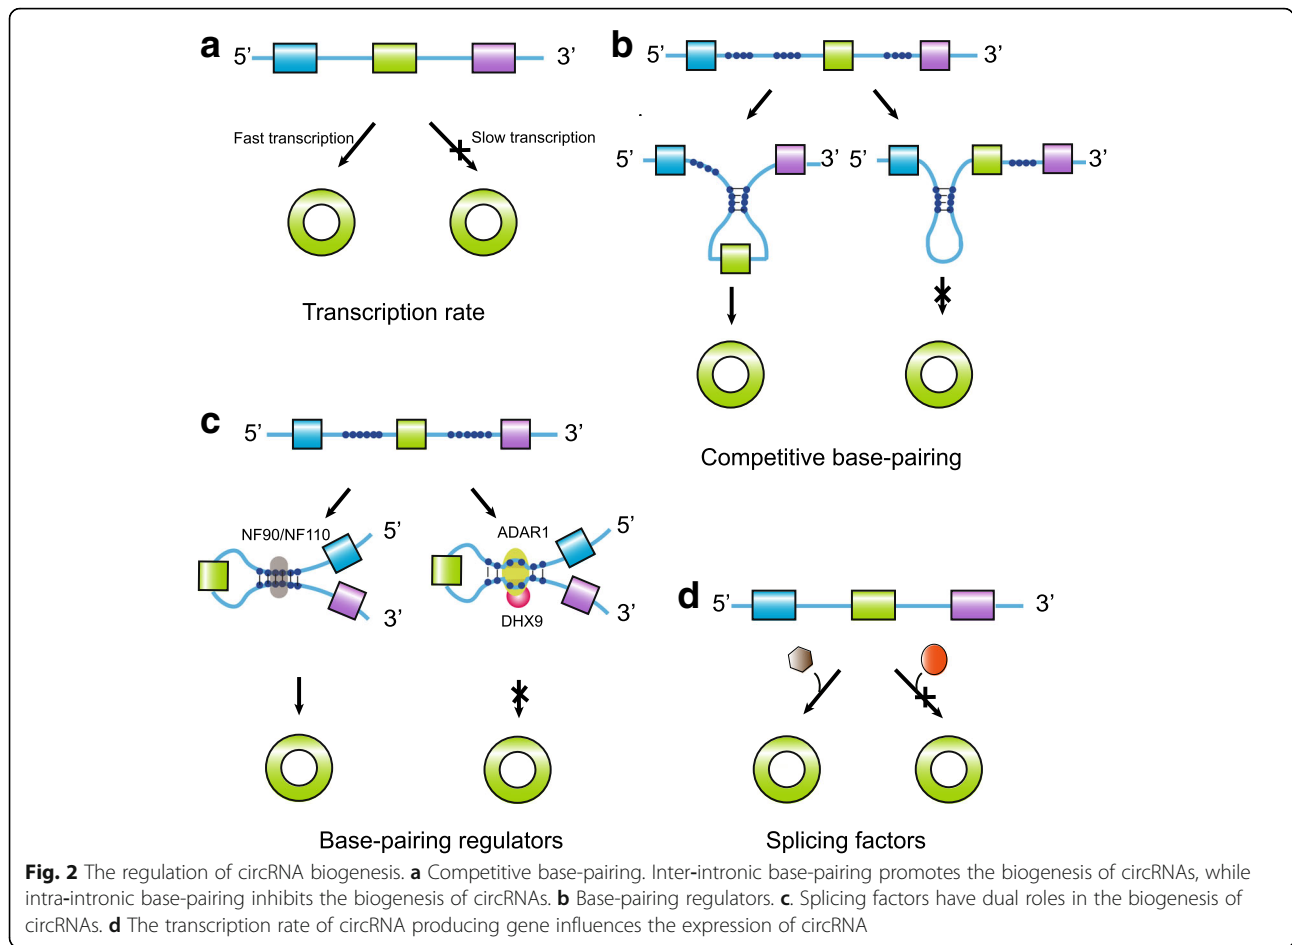 a
5’
3’
Fast transcription
Slow transcription
Transcription rate
b
5’
3’
5’
3’
5’
3’
Competitive base-pairing
c
5’
3’
NF90/NF110
5’
3’
ADAR1
DHX9
5’
3’
Base-pairing regulators
d
5’
3’
Splicing factors
Fig. 2 The regulation of circRNA biogenesis. a Competitive base-pairing. Inter-intronic base-pairing promotes the biogenesis of circRNAs, while
intra-intronic base-pairing inhibits the biogenesis of circRNAs. b Base-pairing regulators. c. Splicing factors have dual roles in the biogenesis of
circRNAs. d The transcription rate of circRNA producing gene influences the expression of circRNA